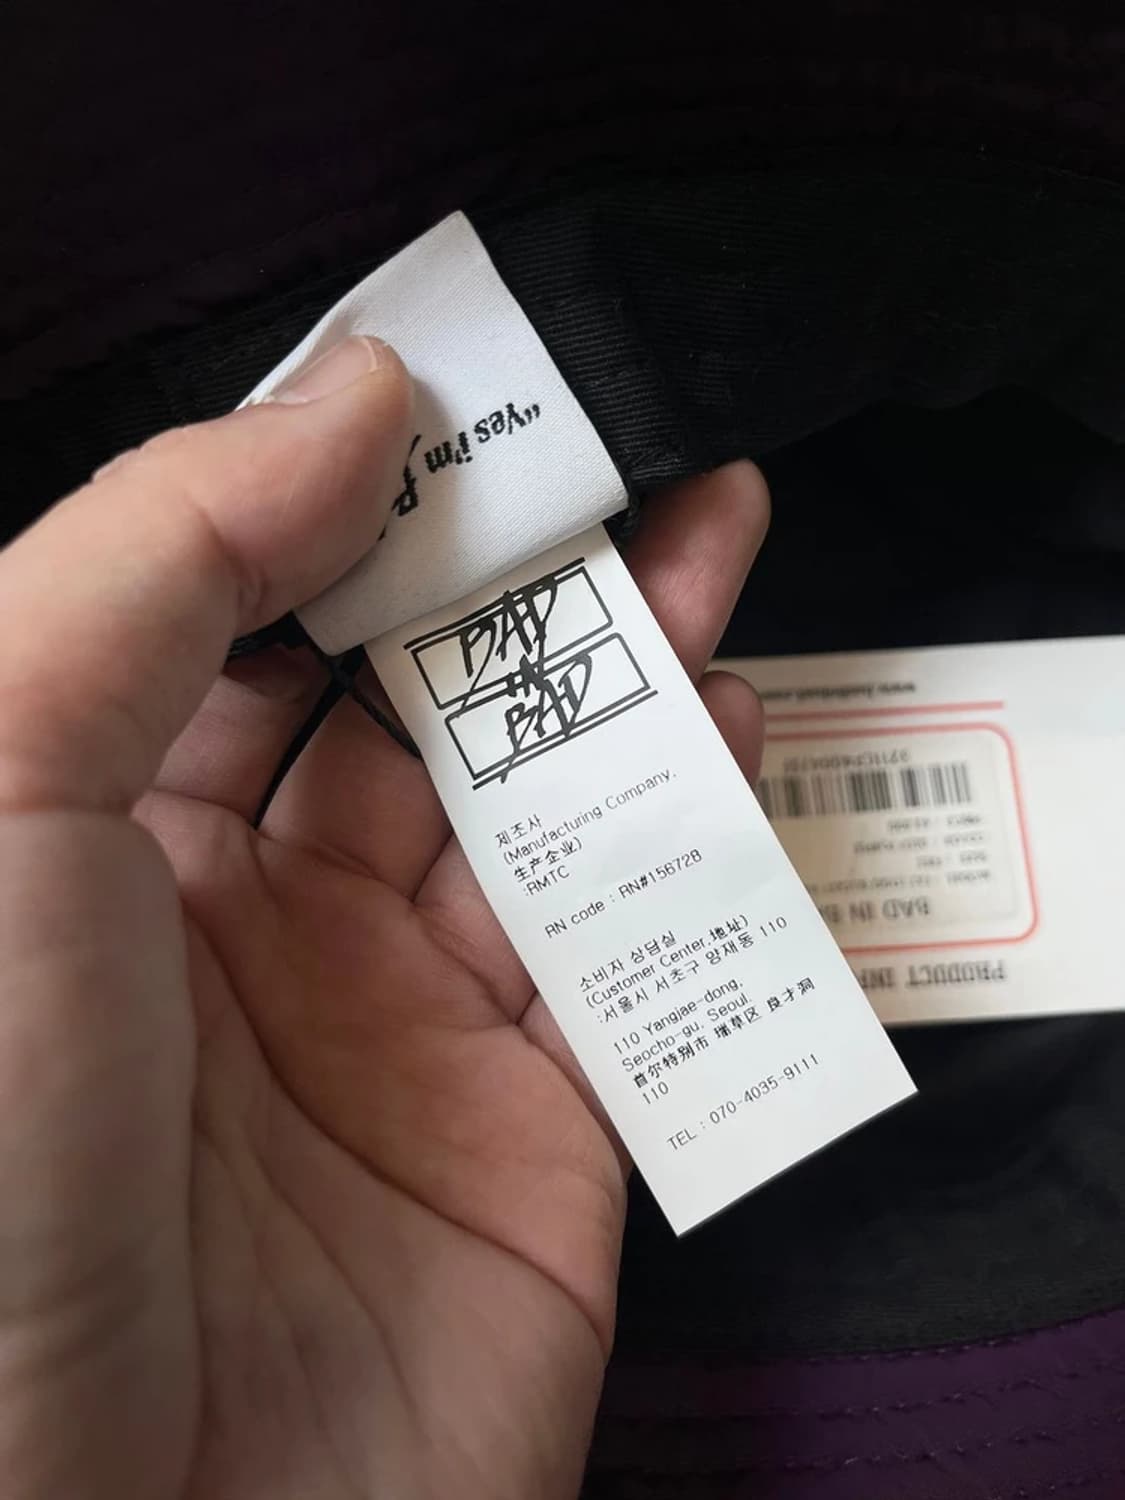 "Yes i'm
BAD
IN
BAD
제조사
(Manufacturing Company,
生产企业)
:RMTC
RN code : RN#156728
소비자 상담실
(Customer Center,地址)
:서울시 서초구 양재동 110
110 Yangjae-dong,
Seocho-gu, Seoul.
首尔特别市 瑞草区 良才洞
110
TEL : 070-4035-9111
PRODUCT
BAD IN